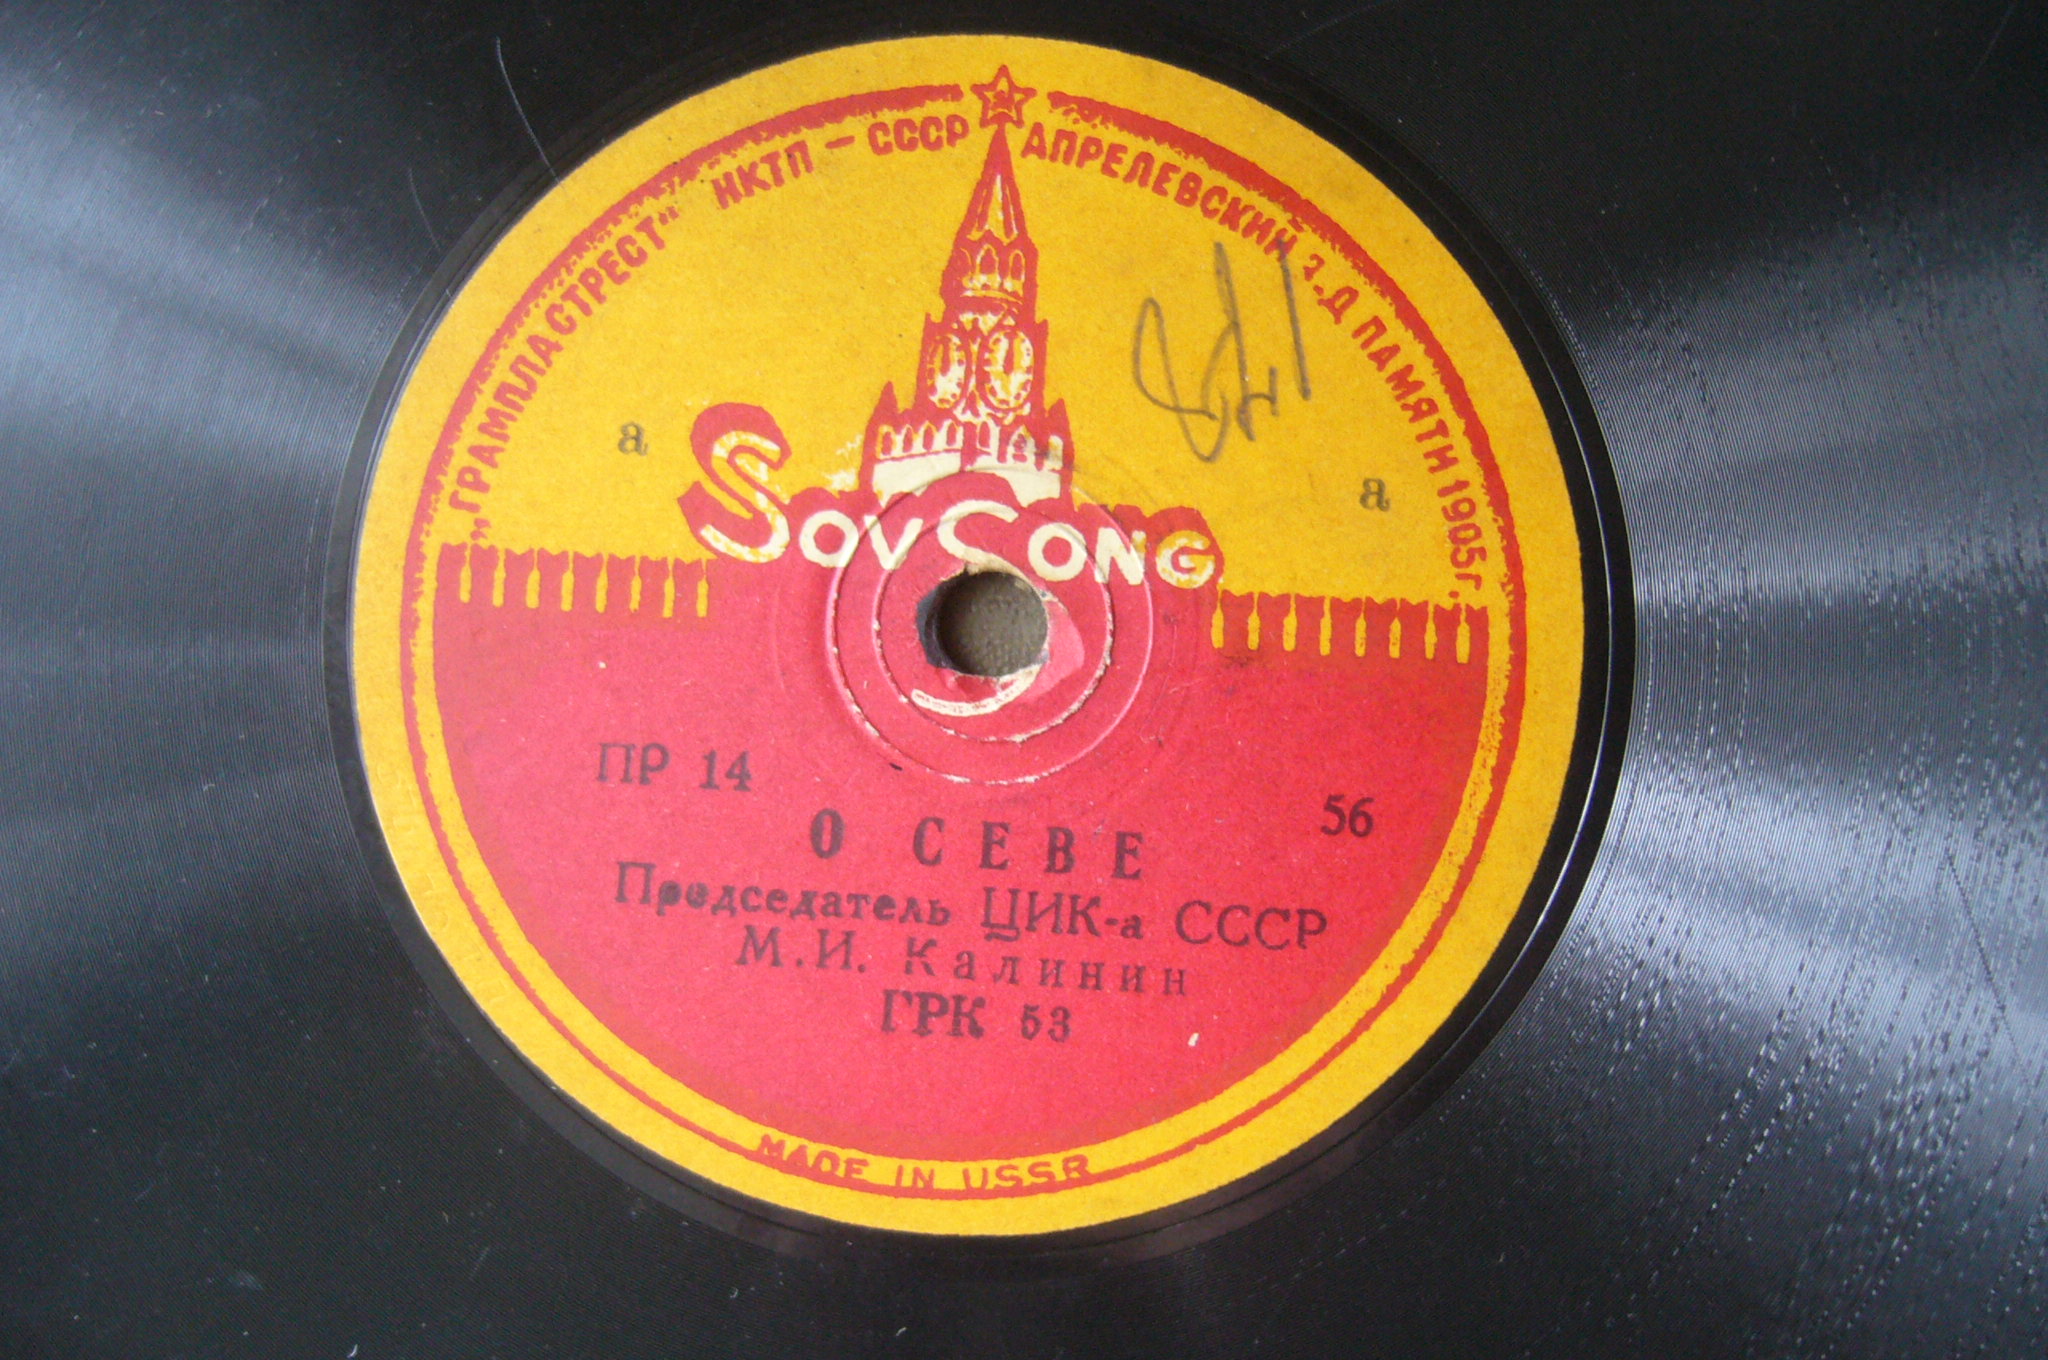 „ГРАМПЛАСТРЕСТ“ НКТП — СССР АПРЕЛЕВСКИЙ з-Д ПАМЯТИ 1905 г.
a a
SovSong
ПР 14 56
О СЕВЕ
Председатель ЦИК-а СССР
М.И. Калинин
ГРК 53
MADE IN USSR